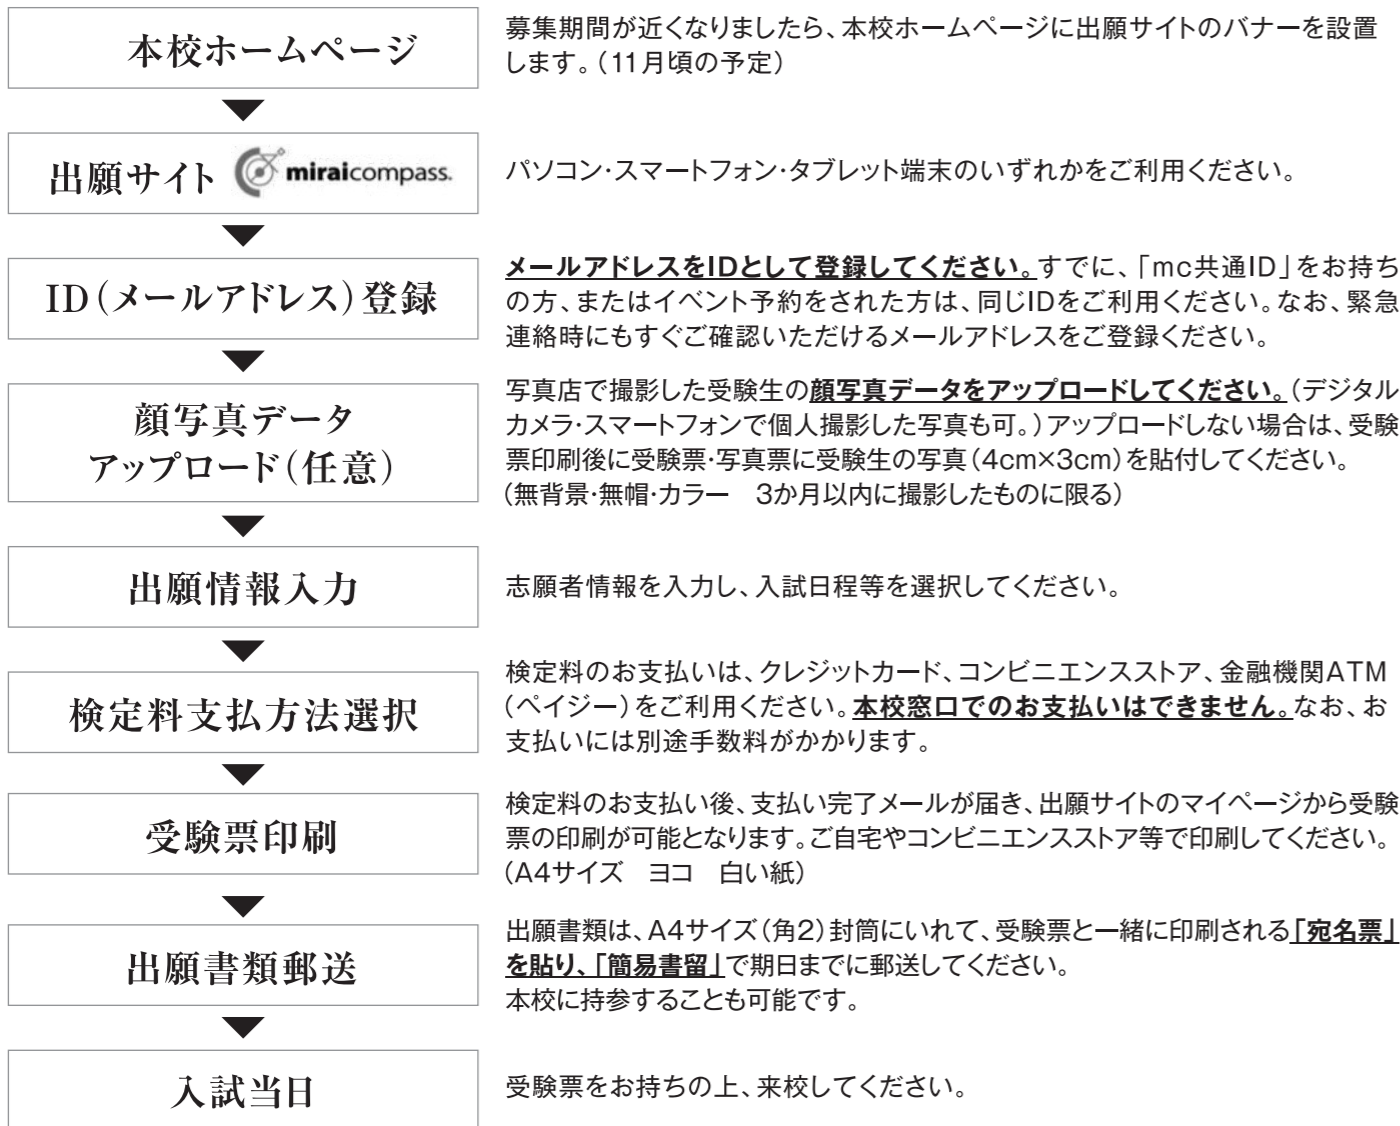 本校ホームページ
募集期間が近くなりましたら、本校ホームページに出願サイトのバナーを設置
します。（11月頃の予定）
出願サイト miraicompass.
パソコン・スマートフォン・タブレット端末のいずれかをご利用ください。
ID（メールアドレス）登録
メールアドレスをIDとして登録してください。すでに、「mc共通ID」をお持ち
の方、またはイベント予約をされた方は、同じIDをご利用ください。なお、緊急
連絡時にもすぐご確認いただけるメールアドレスをご登録ください。
顔写真データ
アップロード（任意）
写真店で撮影した受験生の顔写真データをアップロードしてください。（デジタル
カメラ・スマートフォンで個人撮影した写真も可。）アップロードしない場合は、受験
票印刷後に受験票・写真票に受験生の写真（4cm×3cm）を貼付してください。
（無背景・無帽・カラー　3か月以内に撮影したものに限る）
出願情報入力
志願者情報を入力し、入試日程等を選択してください。
検定料支払方法選択
検定料のお支払いは、クレジットカード、コンビニエンスストア、金融機関ATM
（ペイジー）をご利用ください。本校窓口でのお支払いはできません。なお、お
支払いには別途手数料がかかります。
受験票印刷
検定料のお支払い後、支払い完了メールが届き、出願サイトのマイページから受験
票の印刷が可能となります。ご自宅やコンビニエンスストア等で印刷してください。
（A4サイズ　ヨコ　白い紙）
出願書類郵送
出願書類は、A4サイズ（角2）封筒にいれて、受験票と一緒に印刷される「宛名票」
を貼り、「簡易書留」で期日までに郵送してください。
本校に持参することも可能です。
入試当日
受験票をお持ちの上、来校してください。